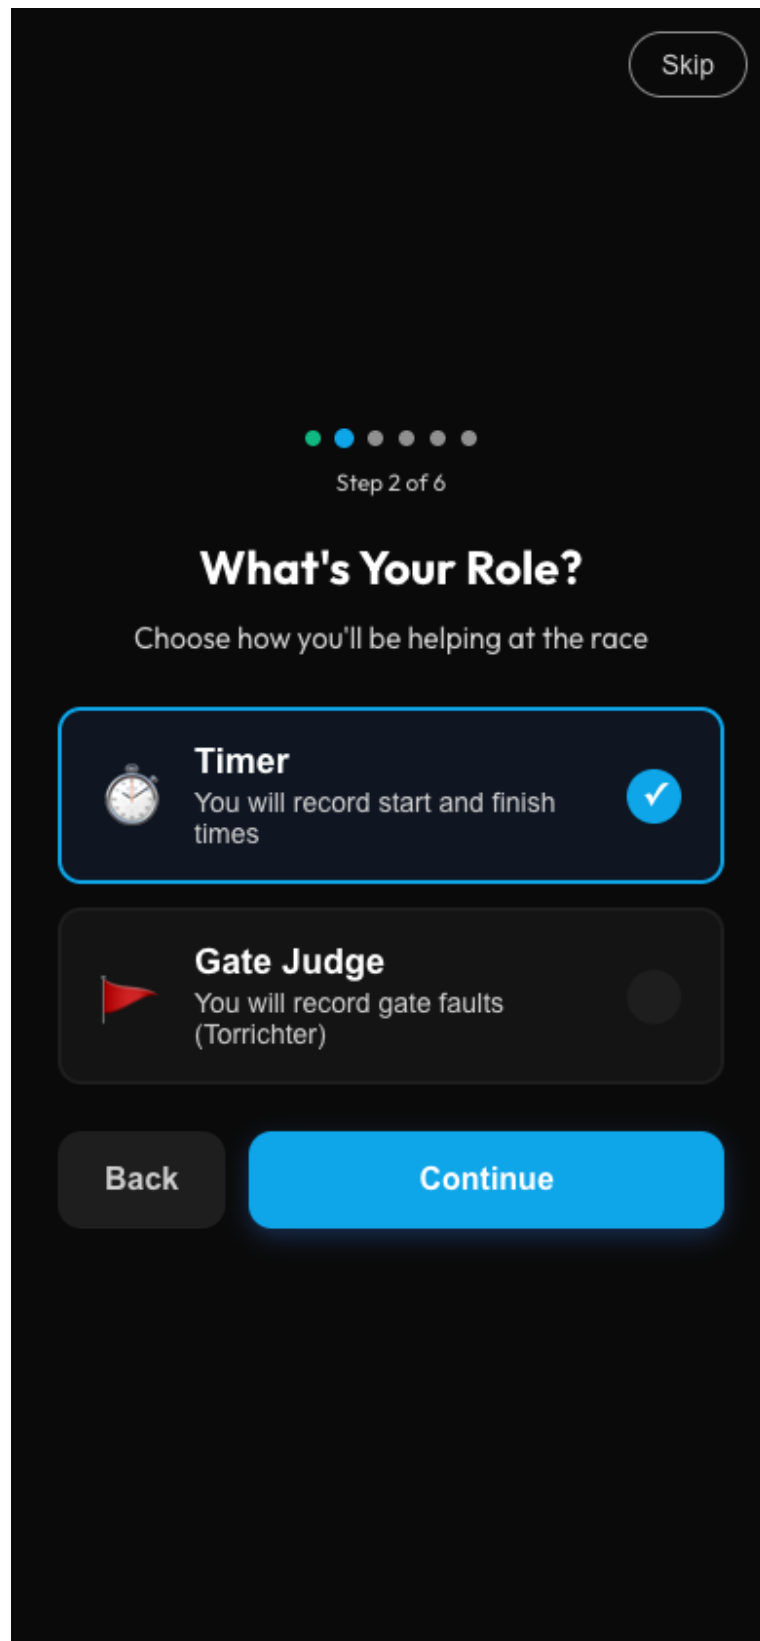 Skip
Step 2 of 6
What's Your Role?
Choose how you'll be helping at the race
Timer
You will record start and finish
times
Gate Judge
You will record gate faults
(Torrichter)
Back
Continue